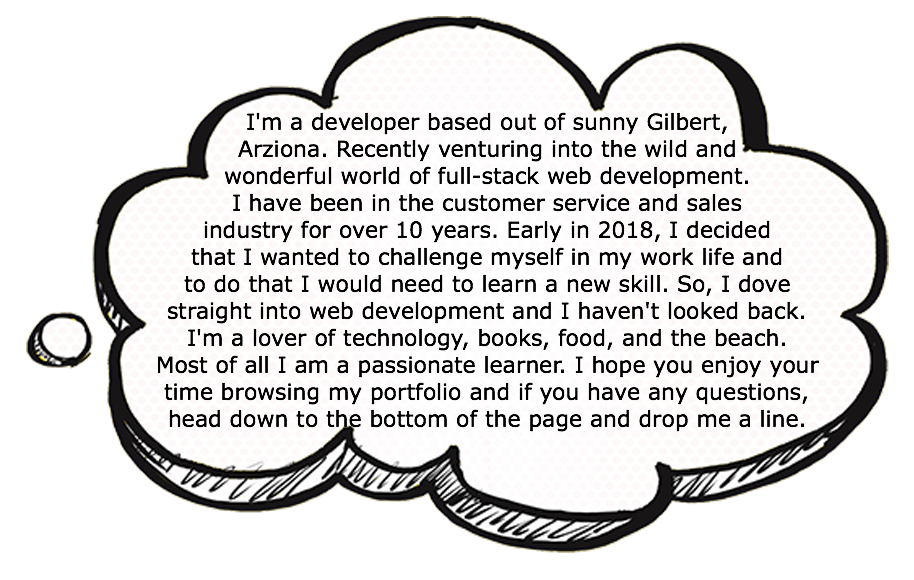 I'm a developer based out of sunny Gilbert,
Arziona. Recently venturing into the wild and
wonderful world of full-stack web development.
I have been in the customer service and sales
industry for over 10 years. Early in 2018, I decided
that I wanted to challenge myself in my work life and
to do that I would need to learn a new skill. So, I dove
straight into web development and I haven't looked back.
I'm a lover of technology, books, food, and the beach.
Most of all I am a passionate learner. I hope you enjoy your
time browsing my portfolio and if you have any questions,
head down to the bottom of the page and drop me a line.